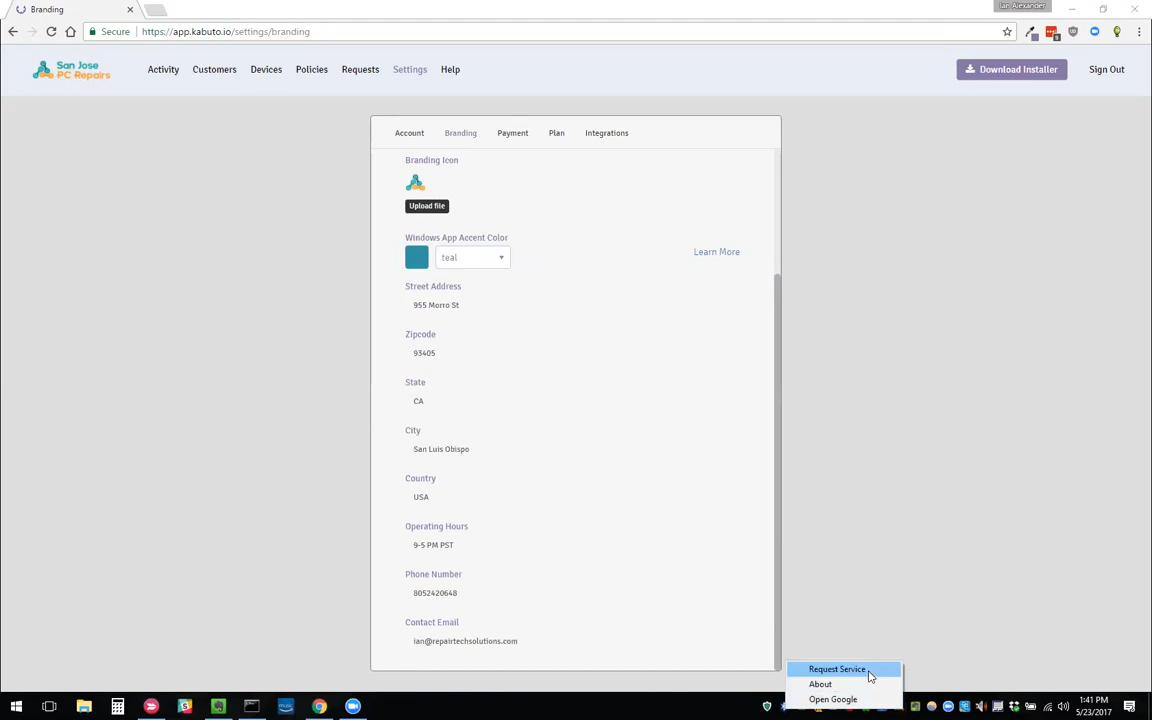 Branding
Ian Alexander
Secure
https://app.kabuto.io/settings/branding
San Jose
PC Repairs
Activity
Customers
Devices
Policies
Requests
Settings
Help
Download Installer
Sign Out
Account
Branding
Payment
Plan
Integrations
Branding Icon
Upload file
Windows App Accent Color
teal
Learn More
Street Address
955 Morro St
Zipcode
93405
State
CA
City
San Luis Obispo
Country
USA
Operating Hours
9-5 PM PST
Phone Number
8052420648
Contact Email
ian@repairtechsolutions.com
Request Service
About
Open Google
music
1:41 PM
5/23/2017